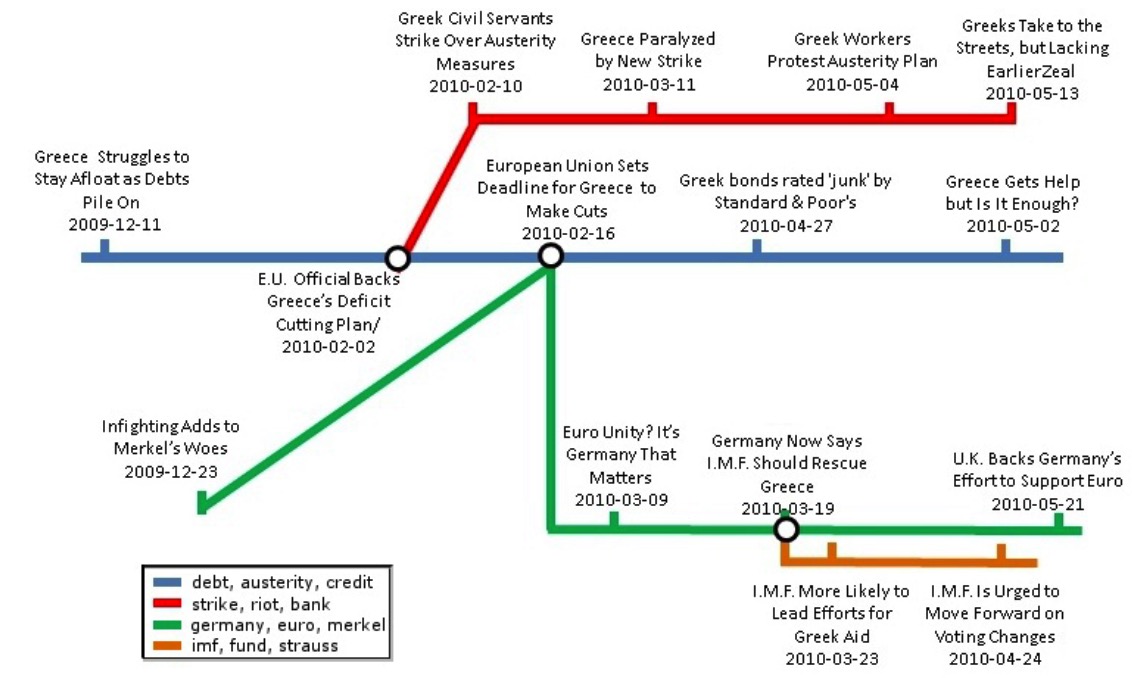 Greek Civil Servants
Strike Over Austerity
Measures
2010-02-10
Greece Paralyzed
by New Strike
2010-03-11
Greek Workers
Protest Austerity Plan
2010-05-04
Greeks Take to the
Streets, but Lacking
EarlierZeal
2010-05-13
Greece Struggles to
Stay Afloat as Debts
Pile On
2009-12-11
European Union Sets
Deadline for Greece to
Make Cuts
2010-02-16
Greek bonds rated 'junk' by
Standard & Poor's
2010-04-27
Greece Gets Help
but Is It Enough?
2010-05-02
E.U. Official Backs
Greece's Deficit
Cutting Plan/
2010-02-02
Infighting Adds to
Merkel's Woes
2009-12-23
Euro Unity? It's
Germany That
Matters
2010-03-09
Germany Now Says
I.M.F. Should Rescue
Greece
2010-03-19
U.K. Backs Germany's
Effort to Support Euro
2010-05-21
I.M.F. More Likely to
Lead Efforts for
Greek Aid
2010-03-23
I.M.F. Is Urged to
Move Forward on
Voting Changes
2010-04-24
debt, austerity, credit
strike, riot, bank
germany, euro, merkel
imf, fund, strauss